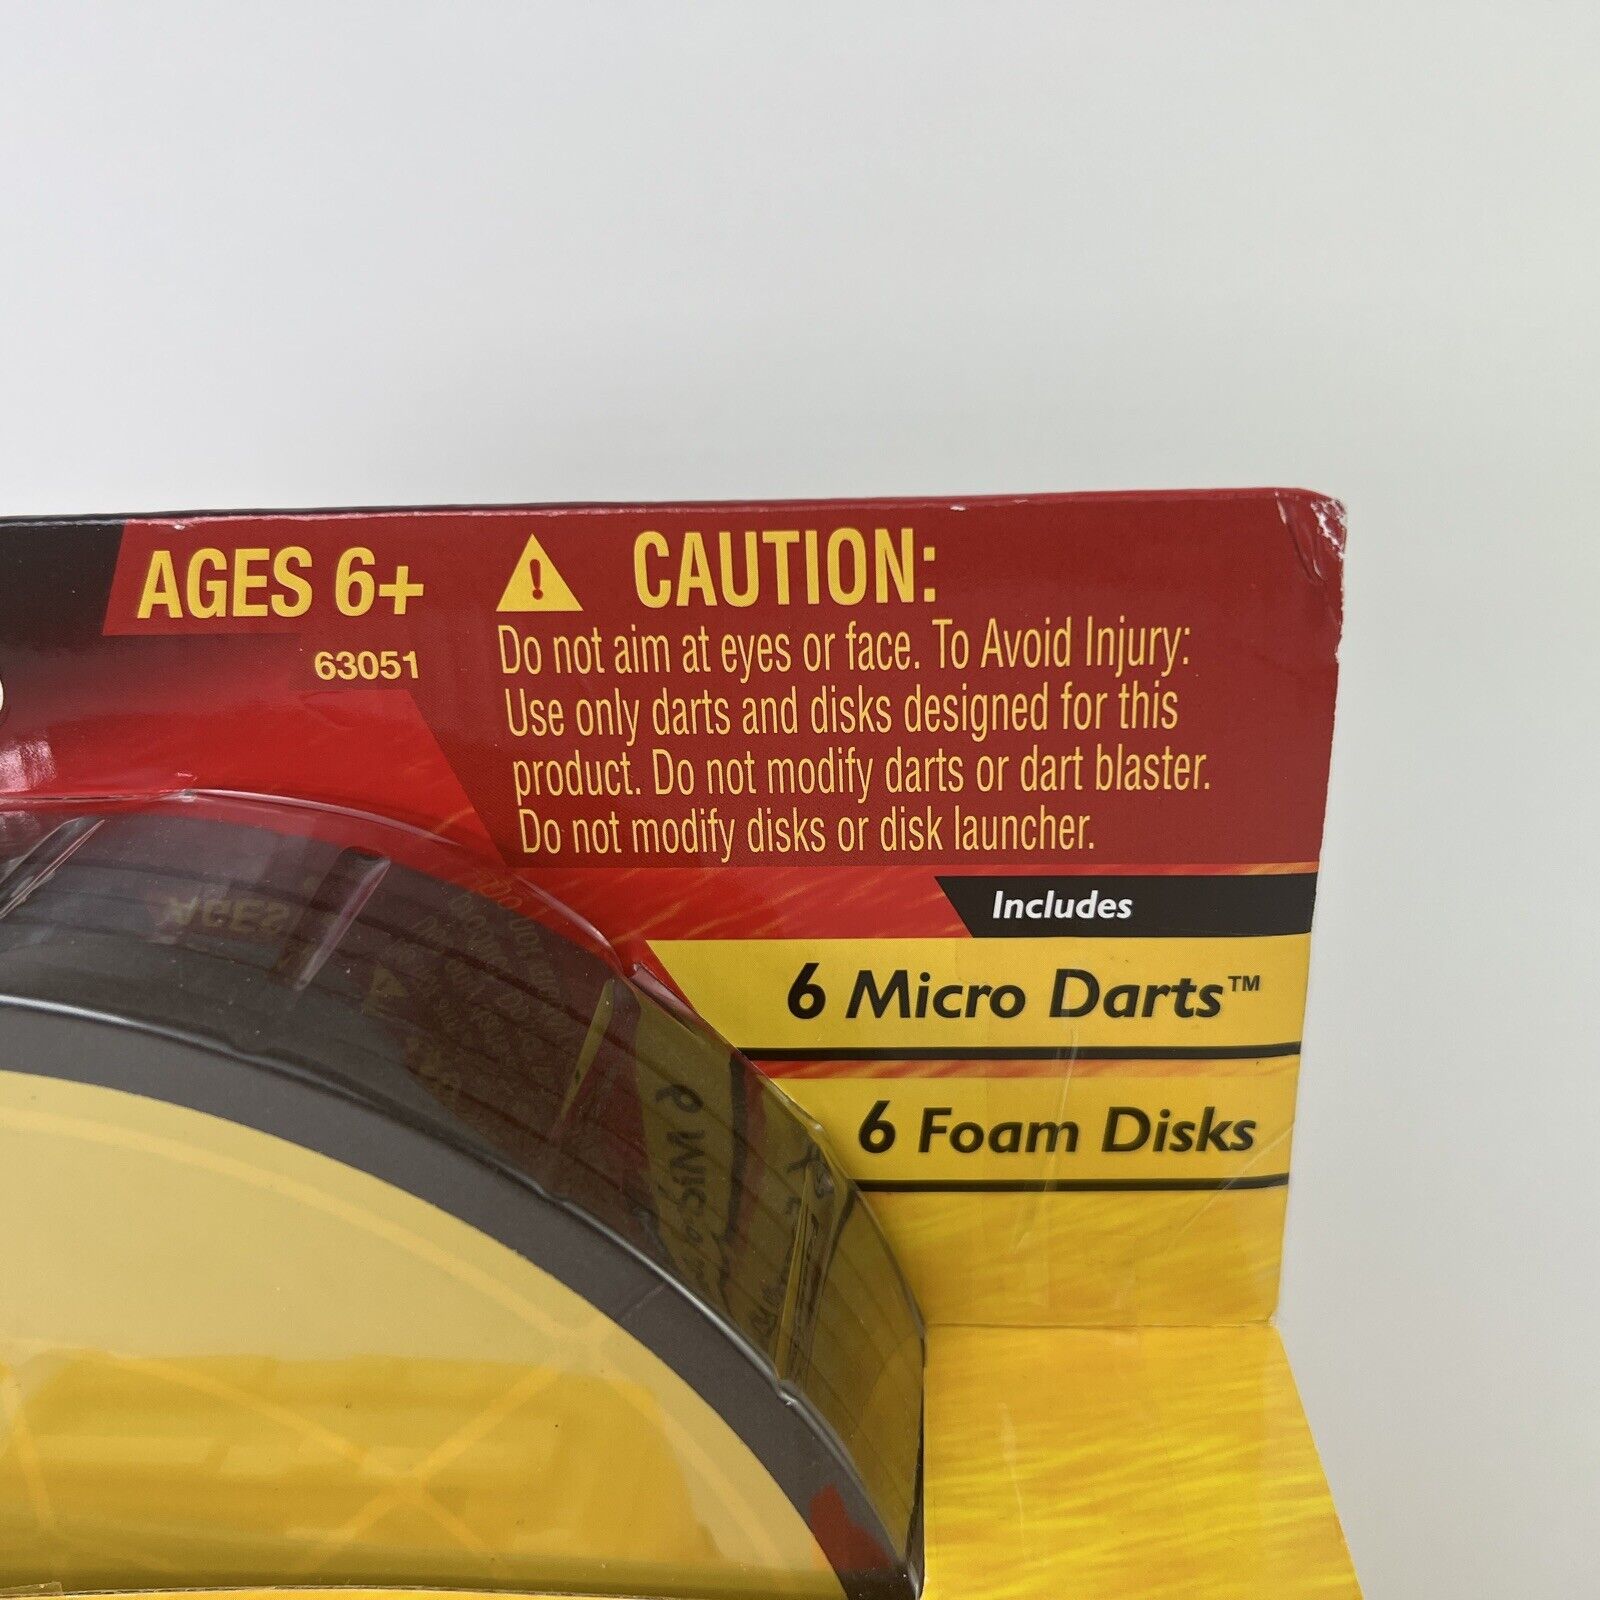 AGES 6+
63051
CAUTION:
Do not aim at eyes or face. To Avoid Injury:
Use only darts and disks designed for this
product. Do not modify darts or dart blaster.
Do not modify disks or disk launcher.
Includes
6 Micro Darts™
6 Foam Disks